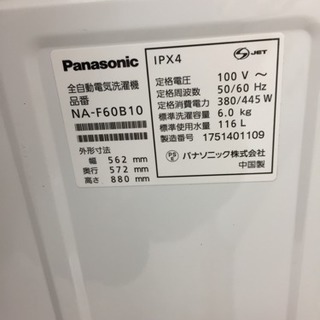 Panasonic
全自動電気洗濯機
品番
NA-F60B10
外形寸法
幅 562 mm
奥行 572 mm
高さ 880 mm
IPX4
S JET
定格電圧 100 V ～
定格周波数 50/60 Hz
定格消費電力 380/445 W
標準洗濯容量 6.0 kg
標準使用水量 116 L
製造番号 1751401109
パナソニック株式会社
中国製